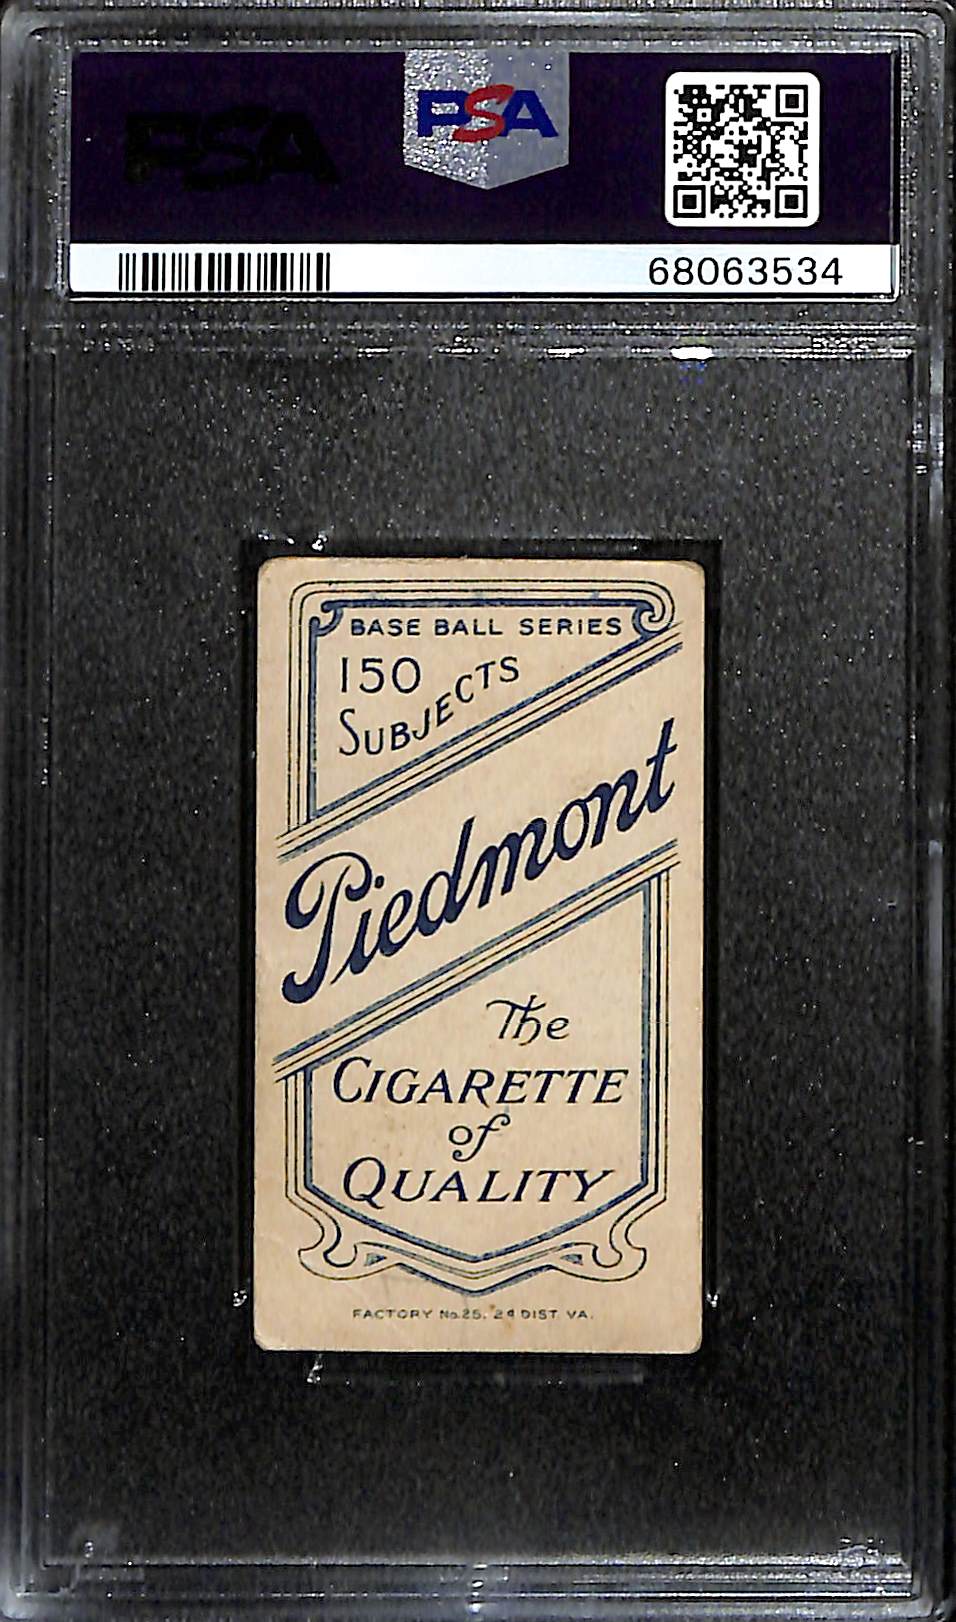 PSA
PSA
68063534
BASE BALL SERIES
150
SUBJECTS
Piedmont
The
CIGARETTE
of
QUALITY
FACTORY No.25, 2d DIST. VA.